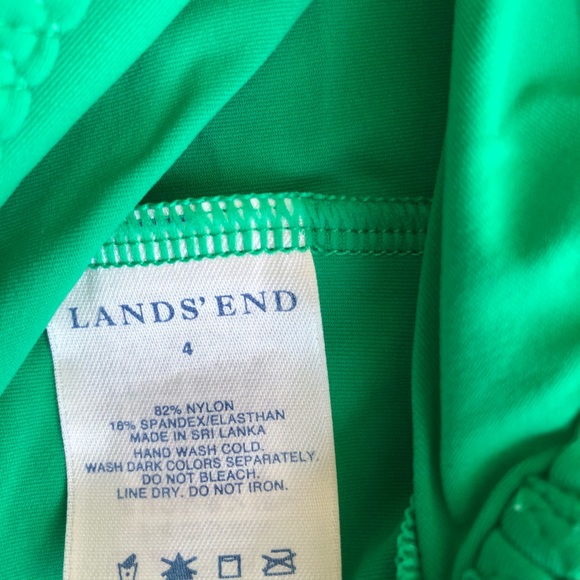 LANDS' END
4
82% NYLON
18% SPANDEX/ELASTHAN
MADE IN SRI LANKA
HAND WASH COLD.
WASH DARK COLORS SEPARATELY.
DO NOT BLEACH.
LINE DRY. DO NOT IRON.